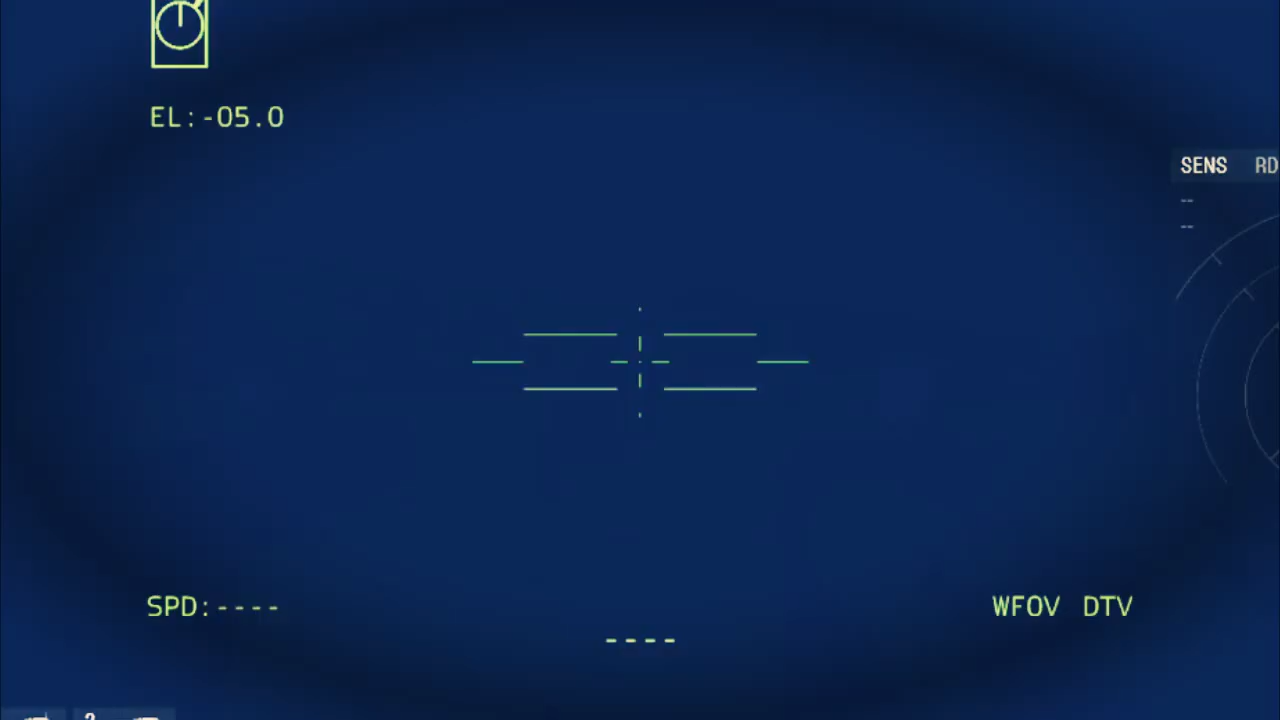 EL:-05.0
SENS RD
--
--
SPD:----
WFOV DTV
----
?